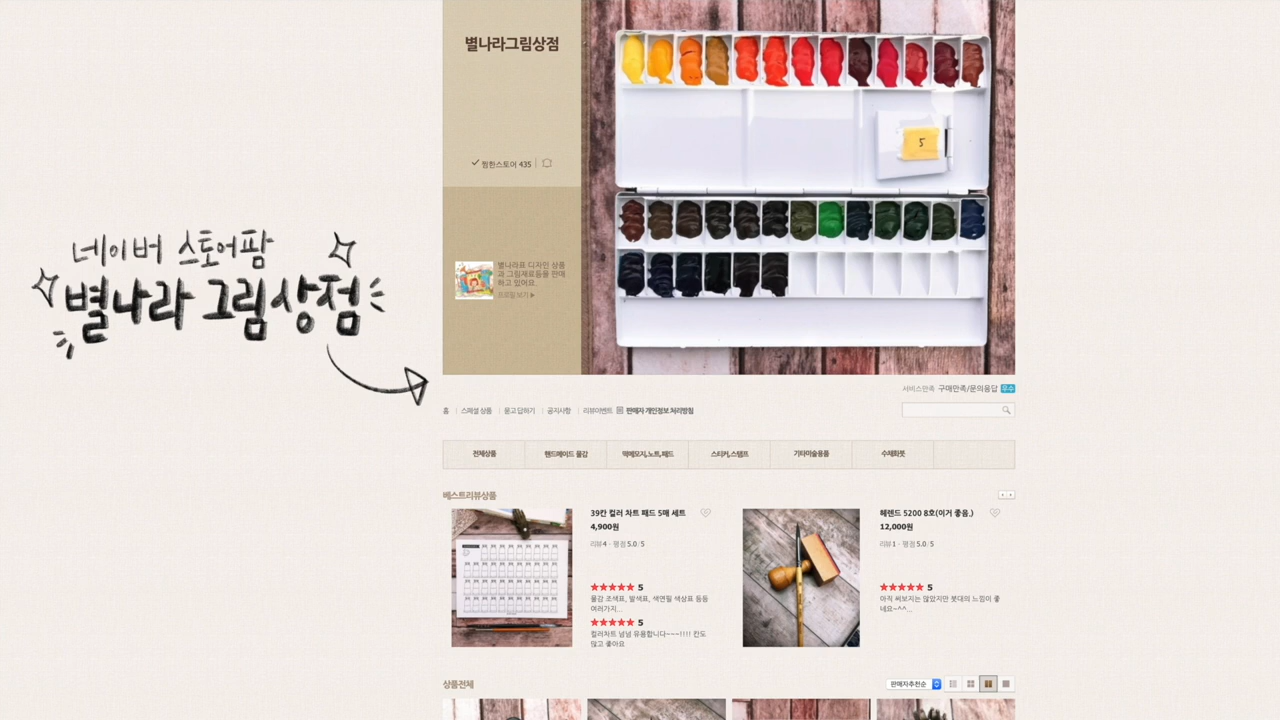 별나라그림상점
찜한스토어 435
5
네이버 스토어팜
별나라 그림상점
별나라표 디자인 상품
과 그림재료등을 판매
하고 있어요.
프로필 보기 ▶
서비스만족 구매만족/문의응답 우수
홈 | 스페셜 상품 | 묻고 답하기 | 공지사항 | 리뷰이벤트 판매자 개인정보 처리방침
전체상품 핸드메이드 물감 떡메모지,노트,패드 스티커,스탬프 기타미술용품 수채화붓
베스트리뷰상품
39칸 컬러 차트 패드 5매 세트
4,900원
리뷰 4 · 평점 5.0/5
★★★★★ 5
물감 조색표, 발색표, 색연필 색상표 등등
여러가지...
★★★★★ 5
컬러차트 넘넘 유용합니다~~~!!!! 칸도
많고 좋아요
헤렌드 5200 8호(이거 좋음.)
12,000원
리뷰 1 · 평점 5.0/5
★★★★★ 5
아직 써보지는 않았지만 붓대의 느낌이 좋
네요~^^...
상품전체
판매자추천순